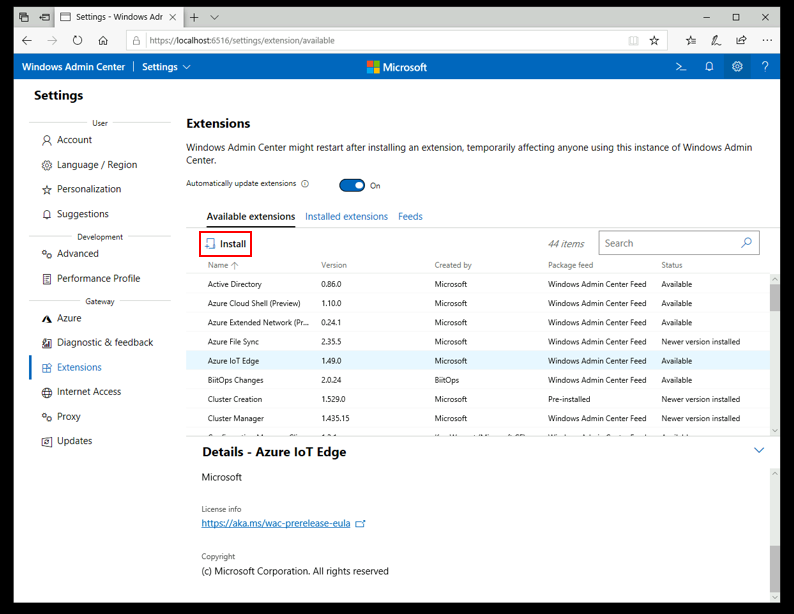 Settings - Windows Adr
https://localhost:6516/settings/extension/available
Windows Admin Center
Settings
Microsoft
Settings
User
Account
Language / Region
Personalization
Suggestions
Development
Advanced
Performance Profile
Gateway
Azure
Diagnostic & feedback
Extensions
Internet Access
Proxy
Updates
Extensions
Windows Admin Center might restart after installing an extension, temporarily affecting anyone using this instance of Windows Admin
Center.
Automatically update extensions
On
Available extensions Installed extensions Feeds
Install
44 items
Search
Name Version Created by Package feed Status
Active Directory 0.86.0 Microsoft Windows Admin Center Feed Available
Azure Cloud Shell (Preview) 1.10.0 Microsoft Windows Admin Center Feed Available
Azure Extended Network (Pr... 0.24.1 Microsoft Windows Admin Center Feed Available
Azure File Sync 2.35.5 Microsoft Windows Admin Center Feed Newer version installed
Azure IoT Edge 1.49.0 Microsoft Windows Admin Center Feed Available
BiitOps Changes 2.0.24 BiitOps Windows Admin Center Feed Available
Cluster Creation 1.529.0 Microsoft Pre-installed Newer version installed
Cluster Manager 1.435.15 Microsoft Windows Admin Center Feed Newer version installed
Details - Azure IoT Edge
Microsoft
License info
https://aka.ms/wac-prerelease-eula
Copyright
(c) Microsoft Corporation. All rights reserved